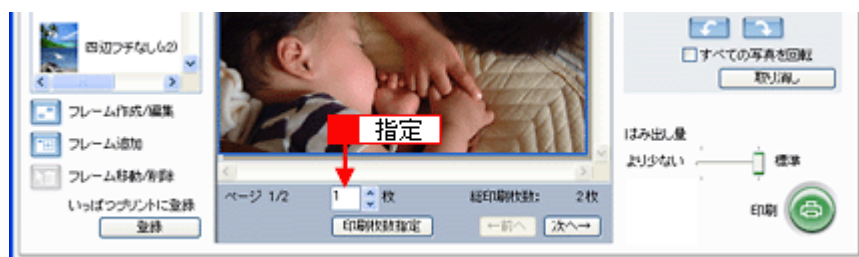 四辺フチなし(x2)
フレーム作成/編集
フレーム追加
フレーム移動/削除
いっぱつプリントに登録
登録
指定
ページ 1/2
1
枚
総印刷枚数:
2枚
印刷枚数指定
←前へ
次へ→
すべての写真を回転
取り消し
はみ出し量
より少ない
標準
印刷